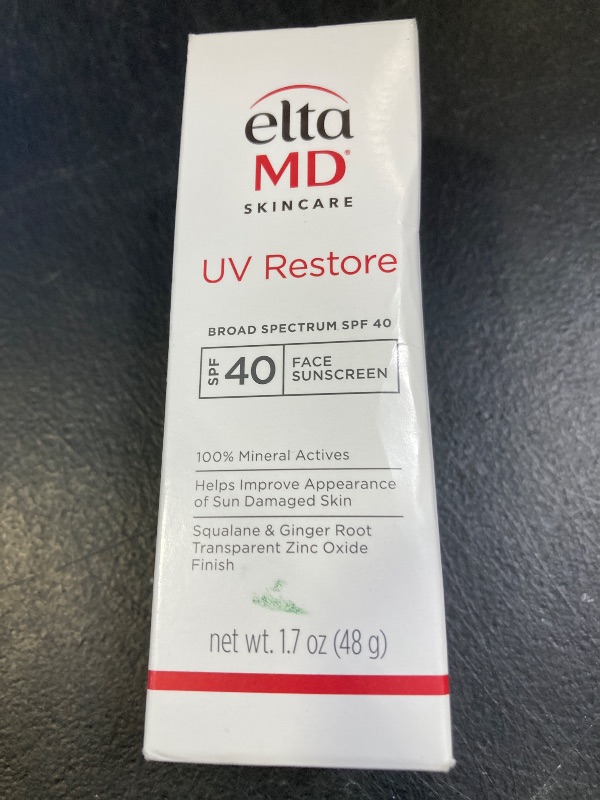 elta
MD®
SKINCARE
UV Restore
BROAD SPECTRUM SPF 40
SPF 40 FACE
SUNSCREEN
100% Mineral Actives
Helps Improve Appearance
of Sun Damaged Skin
Squalane & Ginger Root
Transparent Zinc Oxide
Finish
net wt. 1.7 oz (48 g)